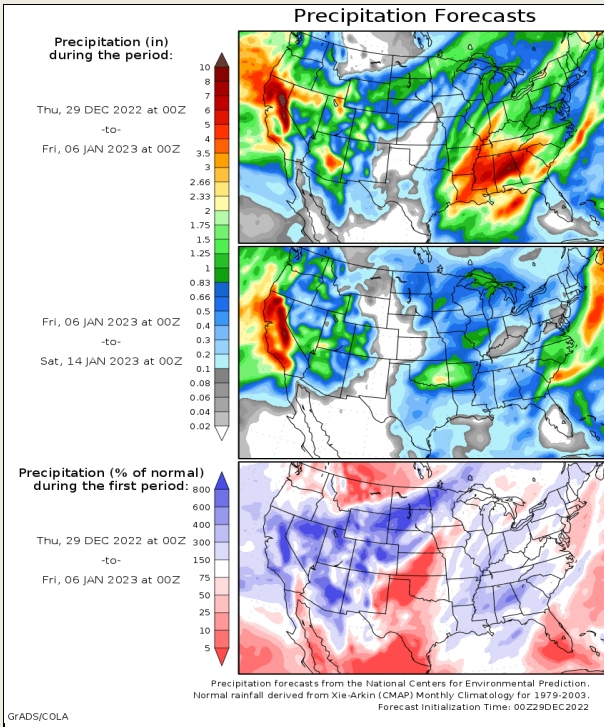 Precipitation Forecasts
Precipitation (in)
during the period:
Thu, 29 DEC 2022 at 00Z
-to-
Fri, 06 JAN 2023 at 00Z
10
8
7
6
5
4
3.5
3
2.66
2.33
2
1.75
1.5
1.25
1
0.83
0.66
0.5
0.4
0.3
0.2
0.1
0.08
0.06
0.04
0.02
Fri, 06 JAN 2023 at 00Z
-to-
Sat, 14 JAN 2023 at 00Z
Precipitation (% of normal)
during the first period:
Thu, 29 DEC 2022 at 00Z
-to-
Fri, 06 JAN 2023 at 00Z
800
600
400
300
150
75
50
25
10
5
Precipitation forecasts from the National Centers for Environmental Prediction.
Normal rainfall derived from Xie-Arkin (CMAP) Monthly Climatology for 1979-2003.
Forecast Initialization Time: 00Z29DEC2022
GrADS/COLA